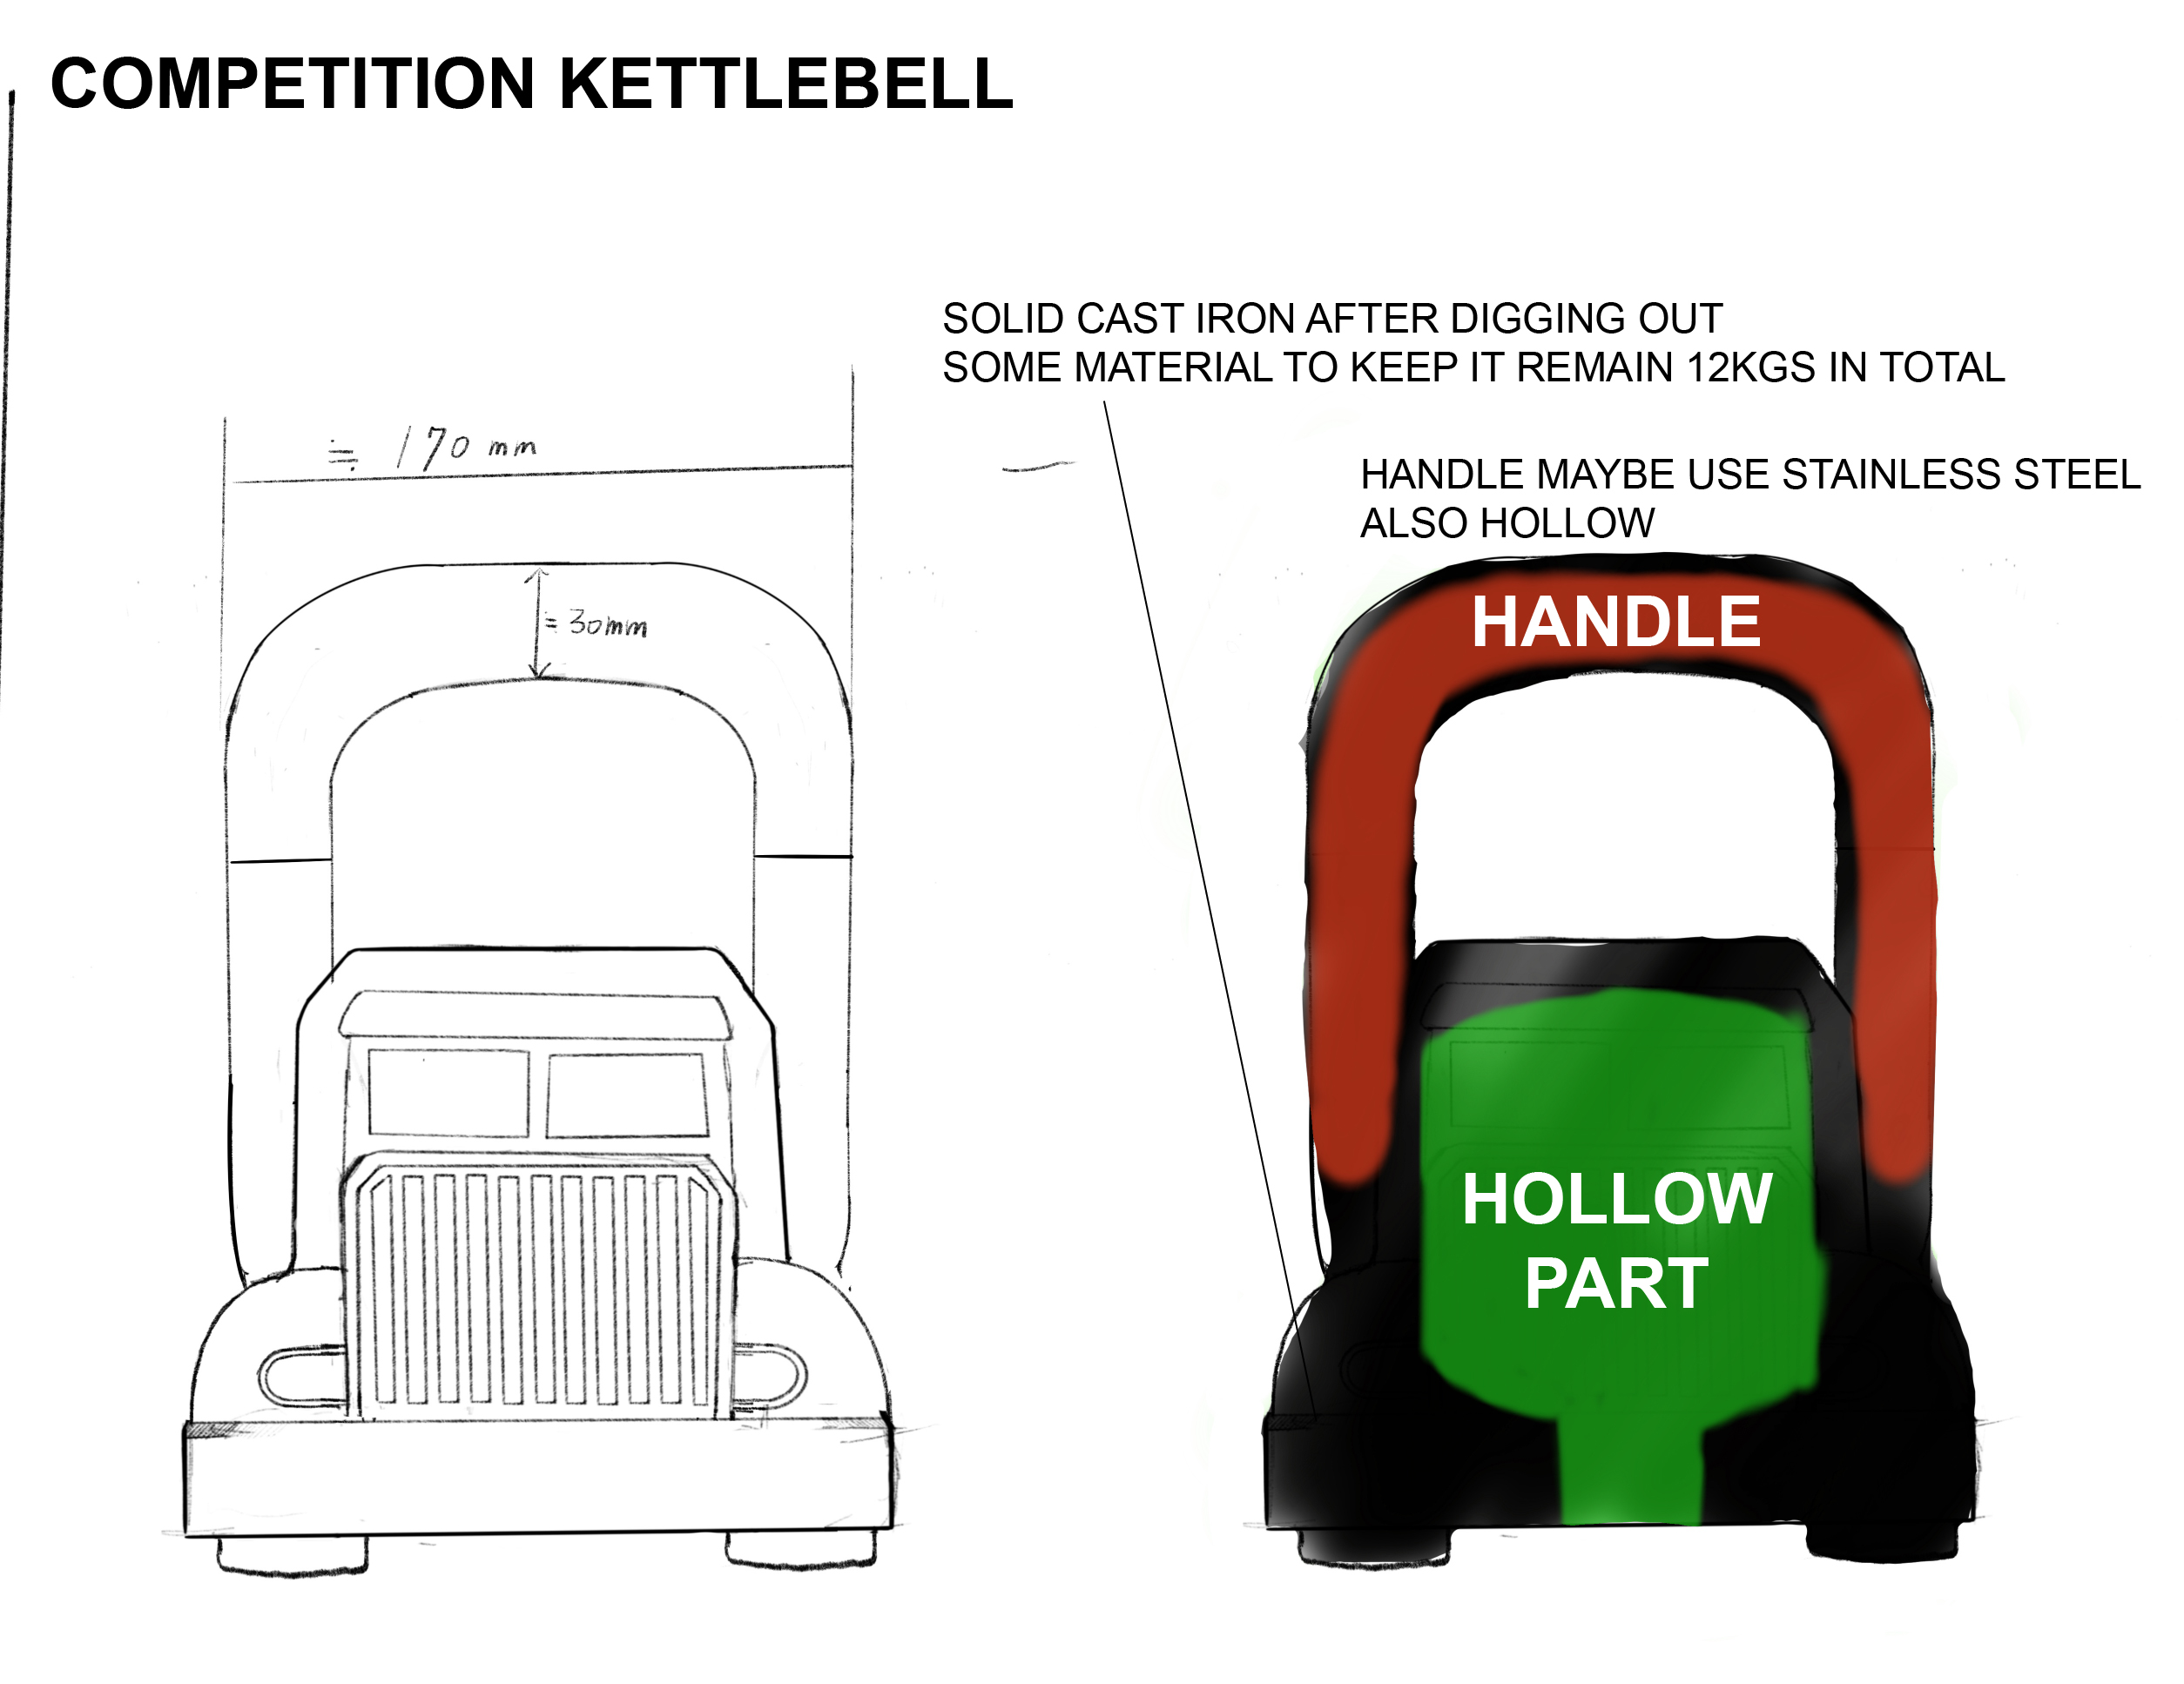 COMPETITION KETTLEBELL
SOLID CAST IRON AFTER DIGGING OUT
SOME MATERIAL TO KEEP IT REMAIN 12KGS IN TOTAL
≒ 170 mm
HANDLE MAYBE USE STAINLESS STEEL
ALSO HOLLOW
≒ 30mm
HANDLE
HOLLOW
PART